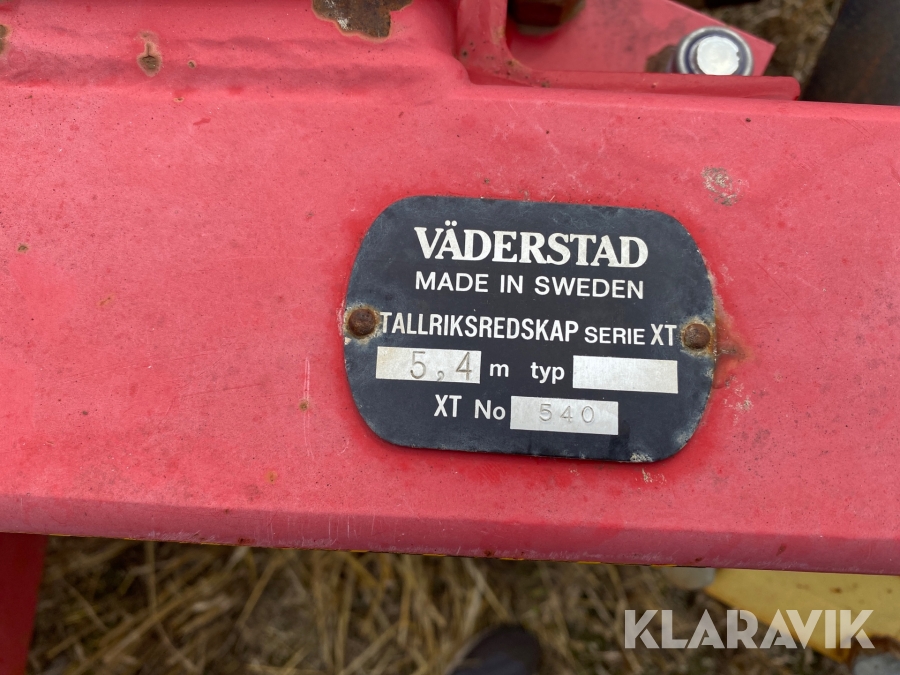 VÄDERSTAD
MADE IN SWEDEN
TALLRIKSREDSKAP SERIE XT
5,4 m typ
XT No 540
KLARAVIK